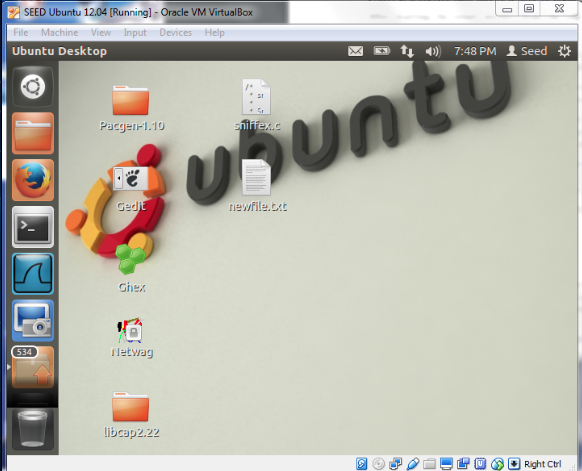 SEED Ubuntu 12.04 [Running] - Oracle VM VirtualBox
File Machine View Input Devices Help
Ubuntu Desktop 7:48 PM Seed
Pacgen-1.10
sniffex.c
ubuntu
Gedit
newfile.txt
Ghex
Netwag
534
libcap2.22
Right Ctrl